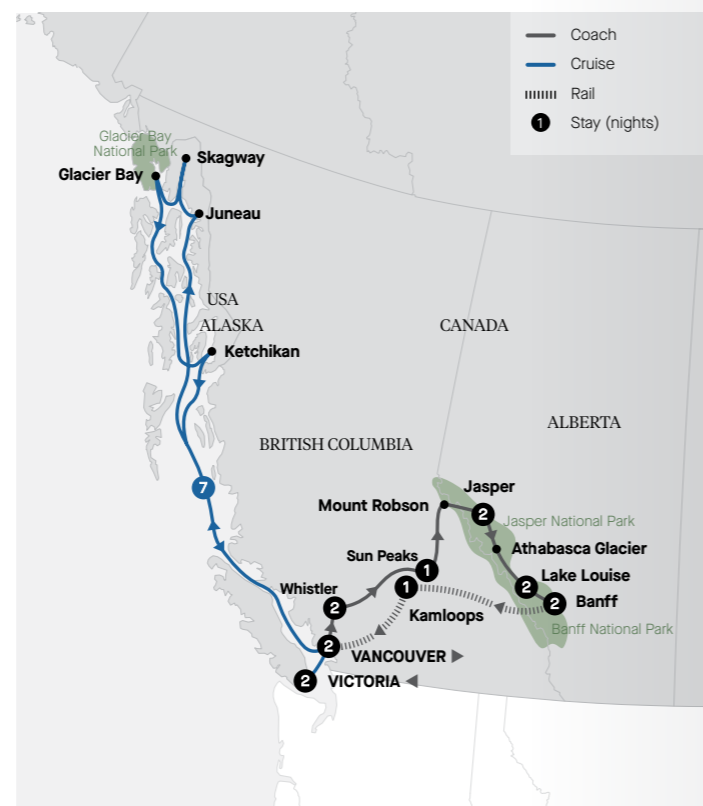 Coach
Cruise
Rail
1 Stay (nights)
Glacier Bay
National Park
Skagway
Glacier Bay
Juneau
USA
ALASKA
CANADA
Ketchikan
ALBERTA
BRITISH COLUMBIA
7
Jasper
Mount Robson
2
Jasper National Park
Athabasca Glacier
Sun Peaks
1
Lake Louise
2
Whistler
1
2
Kamloops
2
Banff
Banff National Park
2
VANCOUVER ▶
2
VICTORIA ◀